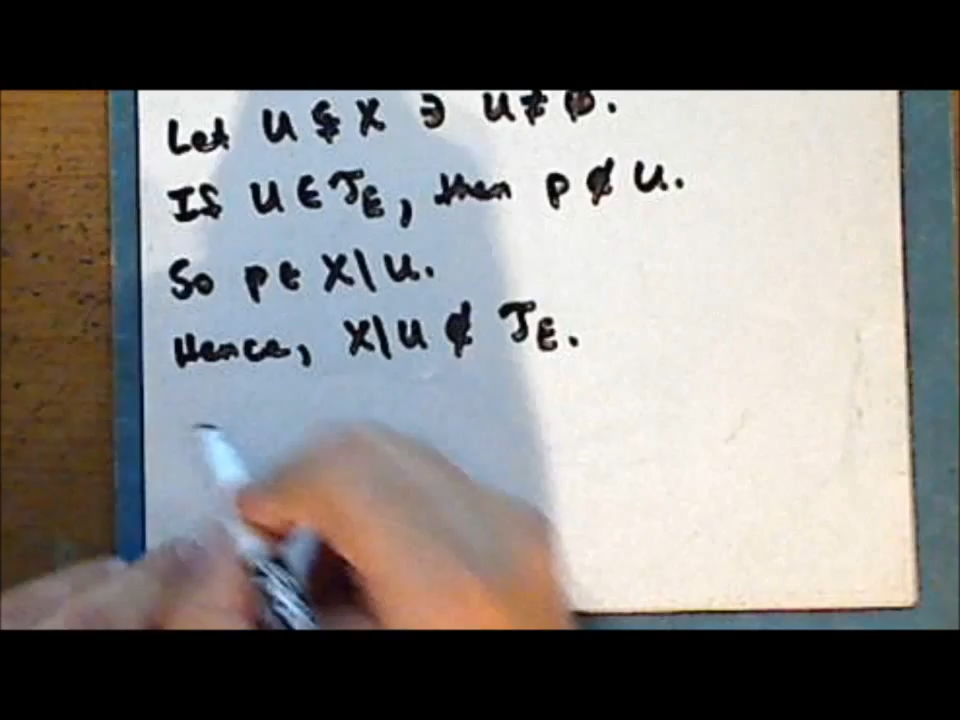 Let U ⊊ X ∋ U ≠ ∅.
If U ∈ 𝒯_E, then p ∉ U.
So p ∈ X\U.
Hence, X\U ∉ 𝒯_E.